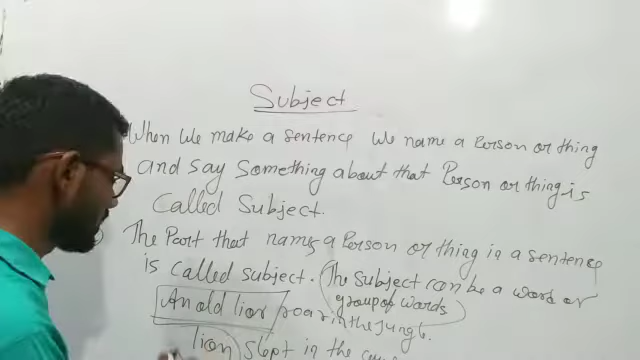 Subject
When We make a sentence We name a Person or thing
and say Something about that Person or thing is
Called Subject.
The Part that names a Person or thing in a sentence
is called subject. (The Subject can be a word or
group of words)
An old lion roar in the Jungle.
lion slept in the